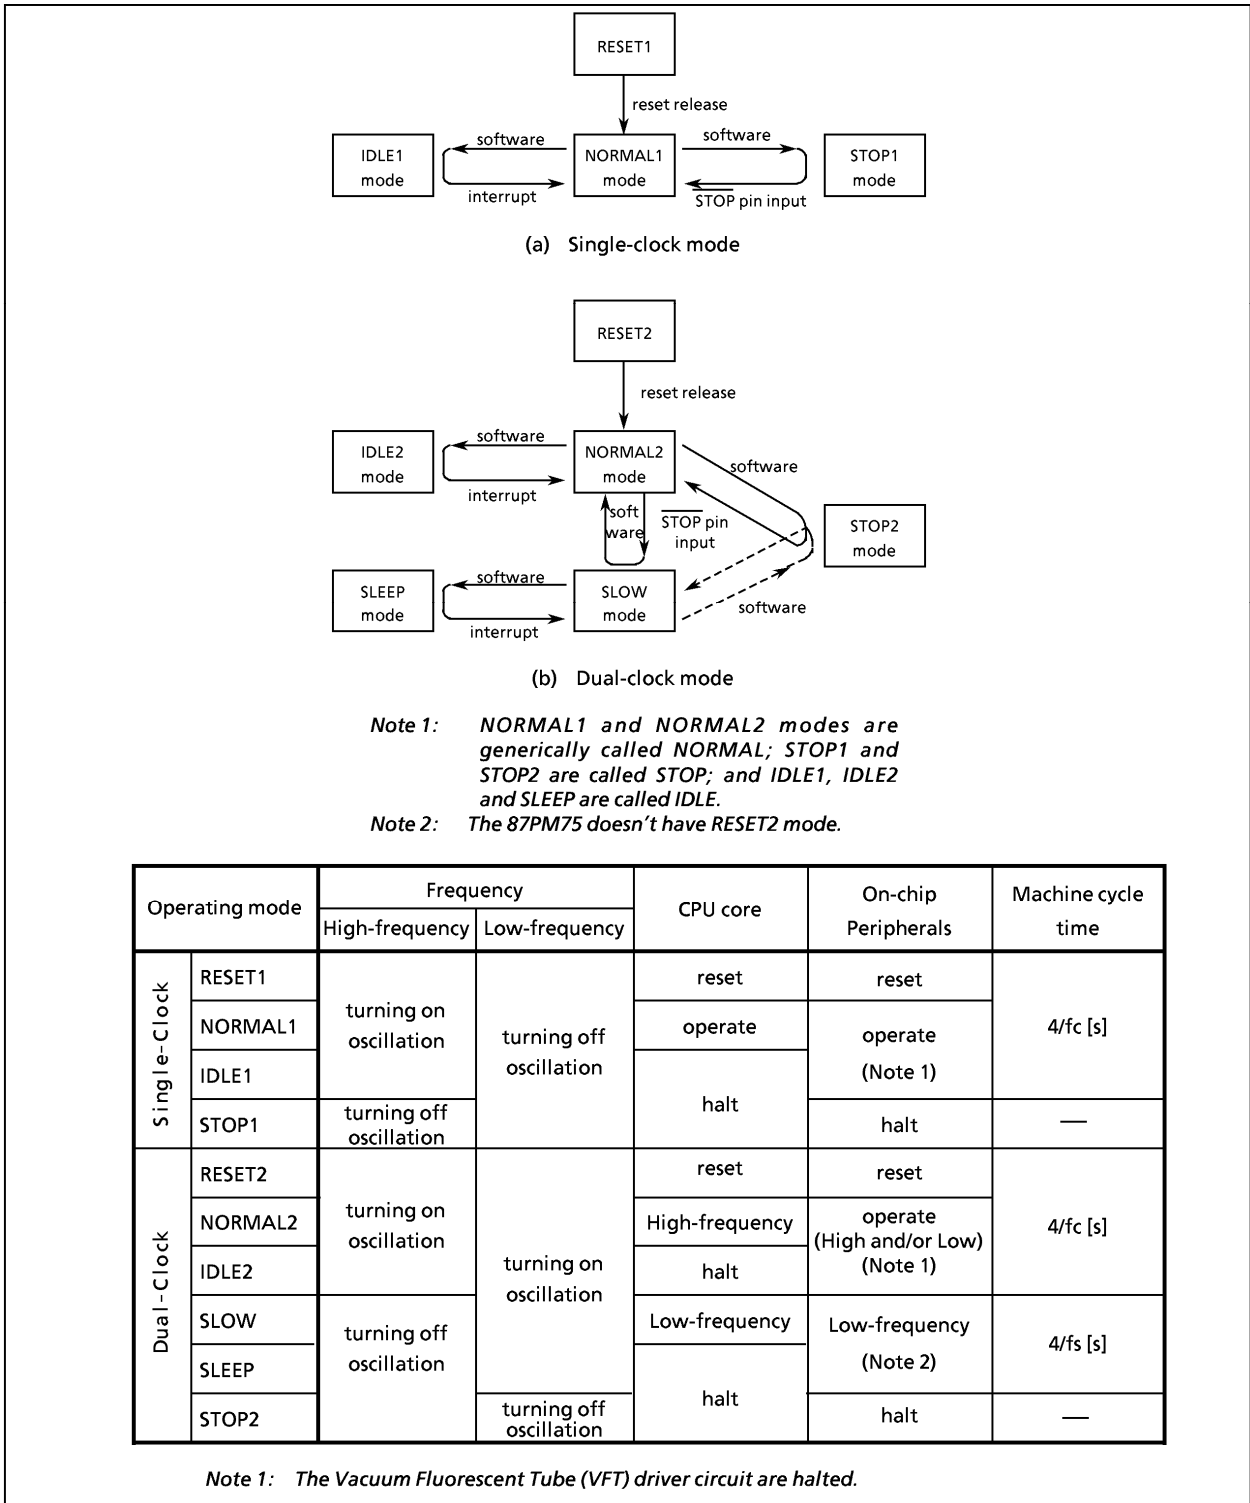 RESET1
reset release
software
software
IDLE1
mode
NORMAL1
mode
STOP1
mode
interrupt
STOP pin input
(a) Single-clock mode
RESET2
reset release
IDLE2
mode
software
NORMAL2
mode
software
interrupt
soft
ware
STOP pin
input
STOP2
mode
SLEEP
mode
software
SLOW
mode
software
interrupt
(b) Dual-clock mode
Note 1: NORMAL1 and NORMAL2 modes are
generically called NORMAL; STOP1 and
STOP2 are called STOP; and IDLE1, IDLE2
and SLEEP are called IDLE.
Note 2: The 87PM75 doesn't have RESET2 mode.
Operating mode
Frequency
High-frequency
Low-frequency
CPU core
On-chip
Peripherals
Machine cycle
time
Single-Clock
RESET1
NORMAL1
IDLE1
STOP1
turning on
oscillation
turning off
oscillation
turning off
oscillation
reset
operate
halt
reset
operate
(Note 1)
halt
4/fc [s]
—
Dual-Clock
RESET2
NORMAL2
IDLE2
SLOW
SLEEP
STOP2
turning on
oscillation
turning off
oscillation
turning on
oscillation
turning off
oscillation
reset
High-frequency
halt
Low-frequency
halt
reset
operate
(High and/or Low)
(Note 1)
Low-frequency
(Note 2)
halt
4/fc [s]
4/fs [s]
—
Note 1: The Vacuum Fluorescent Tube (VFT) driver circuit are halted.